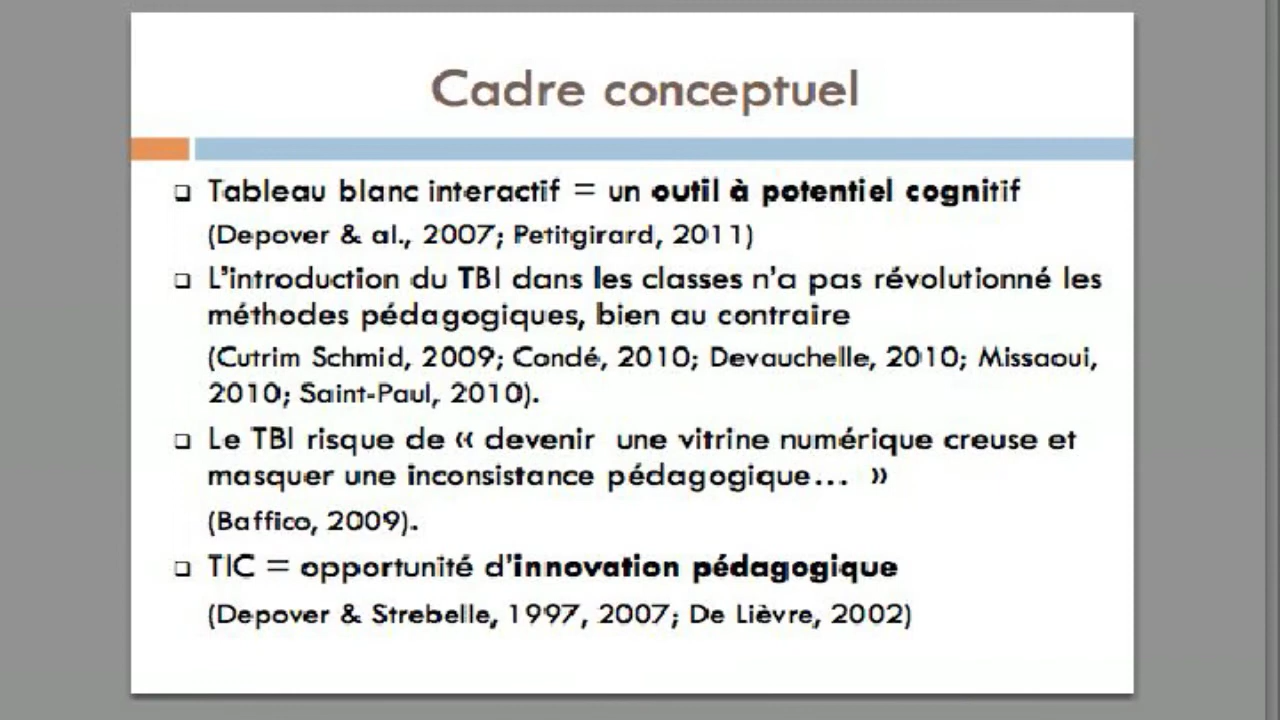 Cadre conceptuel
❑ Tableau blanc interactif = un outil à potentiel cognitif
(Depover & al., 2007; Petitgirard, 2011)
❑ L'introduction du TBI dans les classes n'a pas révolutionné les
méthodes pédagogiques, bien au contraire
(Cutrim Schmid, 2009; Condé, 2010; Devauchelle, 2010; Missaoui,
2010; Saint-Paul, 2010).
❑ Le TBI risque de « devenir une vitrine numérique creuse et
masquer une inconsistance pédagogique... »
(Baffico, 2009).
❑ TIC = opportunité d'innovation pédagogique
(Depover & Strebelle, 1997, 2007; De Lièvre, 2002)